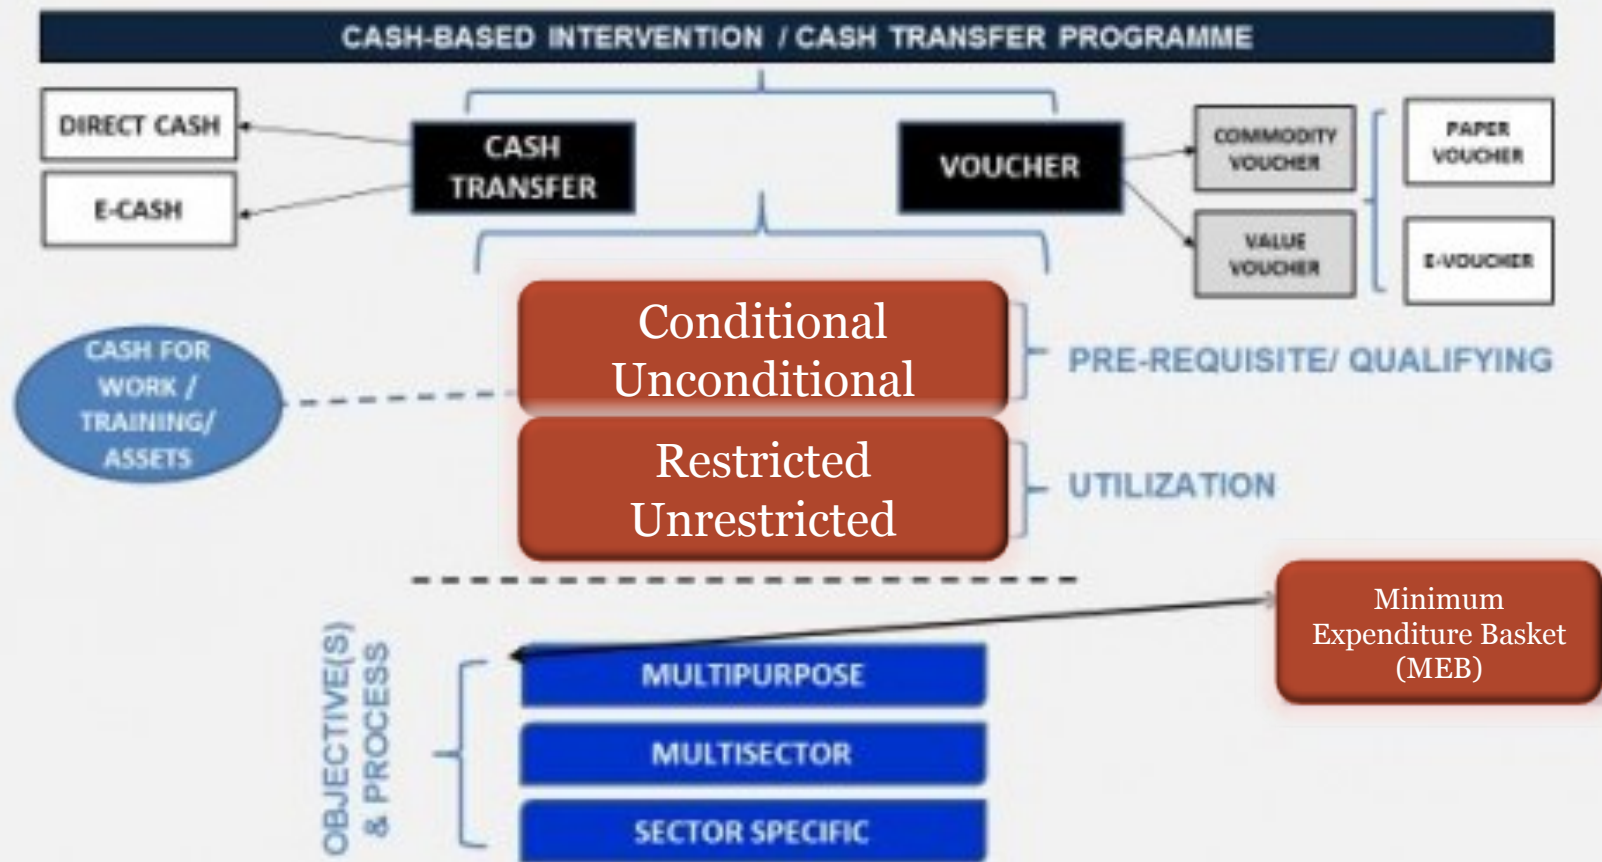 CASH-BASED INTERVENTION / CASH TRANSFER PROGRAMME
DIRECT CASH
E-CASH
CASH
TRANSFER
VOUCHER
COMMODITY
VOUCHER
VALUE
VOUCHER
PAPER
VOUCHER
E-VOUCHER
Conditional
Unconditional
PRE-REQUISITE/ QUALIFYING
CASH FOR
WORK /
TRAINING/
ASSETS
Restricted
Unrestricted
UTILIZATION
Minimum
Expenditure Basket
(MEB)
OBJECTIVE(S)
& PROCESS
MULTIPURPOSE
MULTISECTOR
SECTOR SPECIFIC